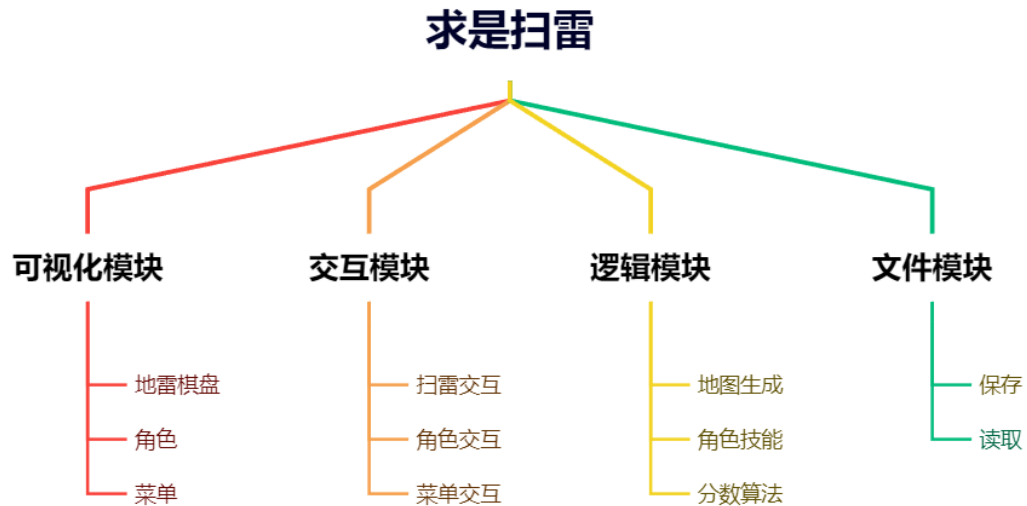 求是扫雷
可视化模块
交互模块
逻辑模块
文件模块
地雷棋盘
扫雷交互
地图生成
保存
角色
角色交互
角色技能
读取
菜单
菜单交互
分数算法